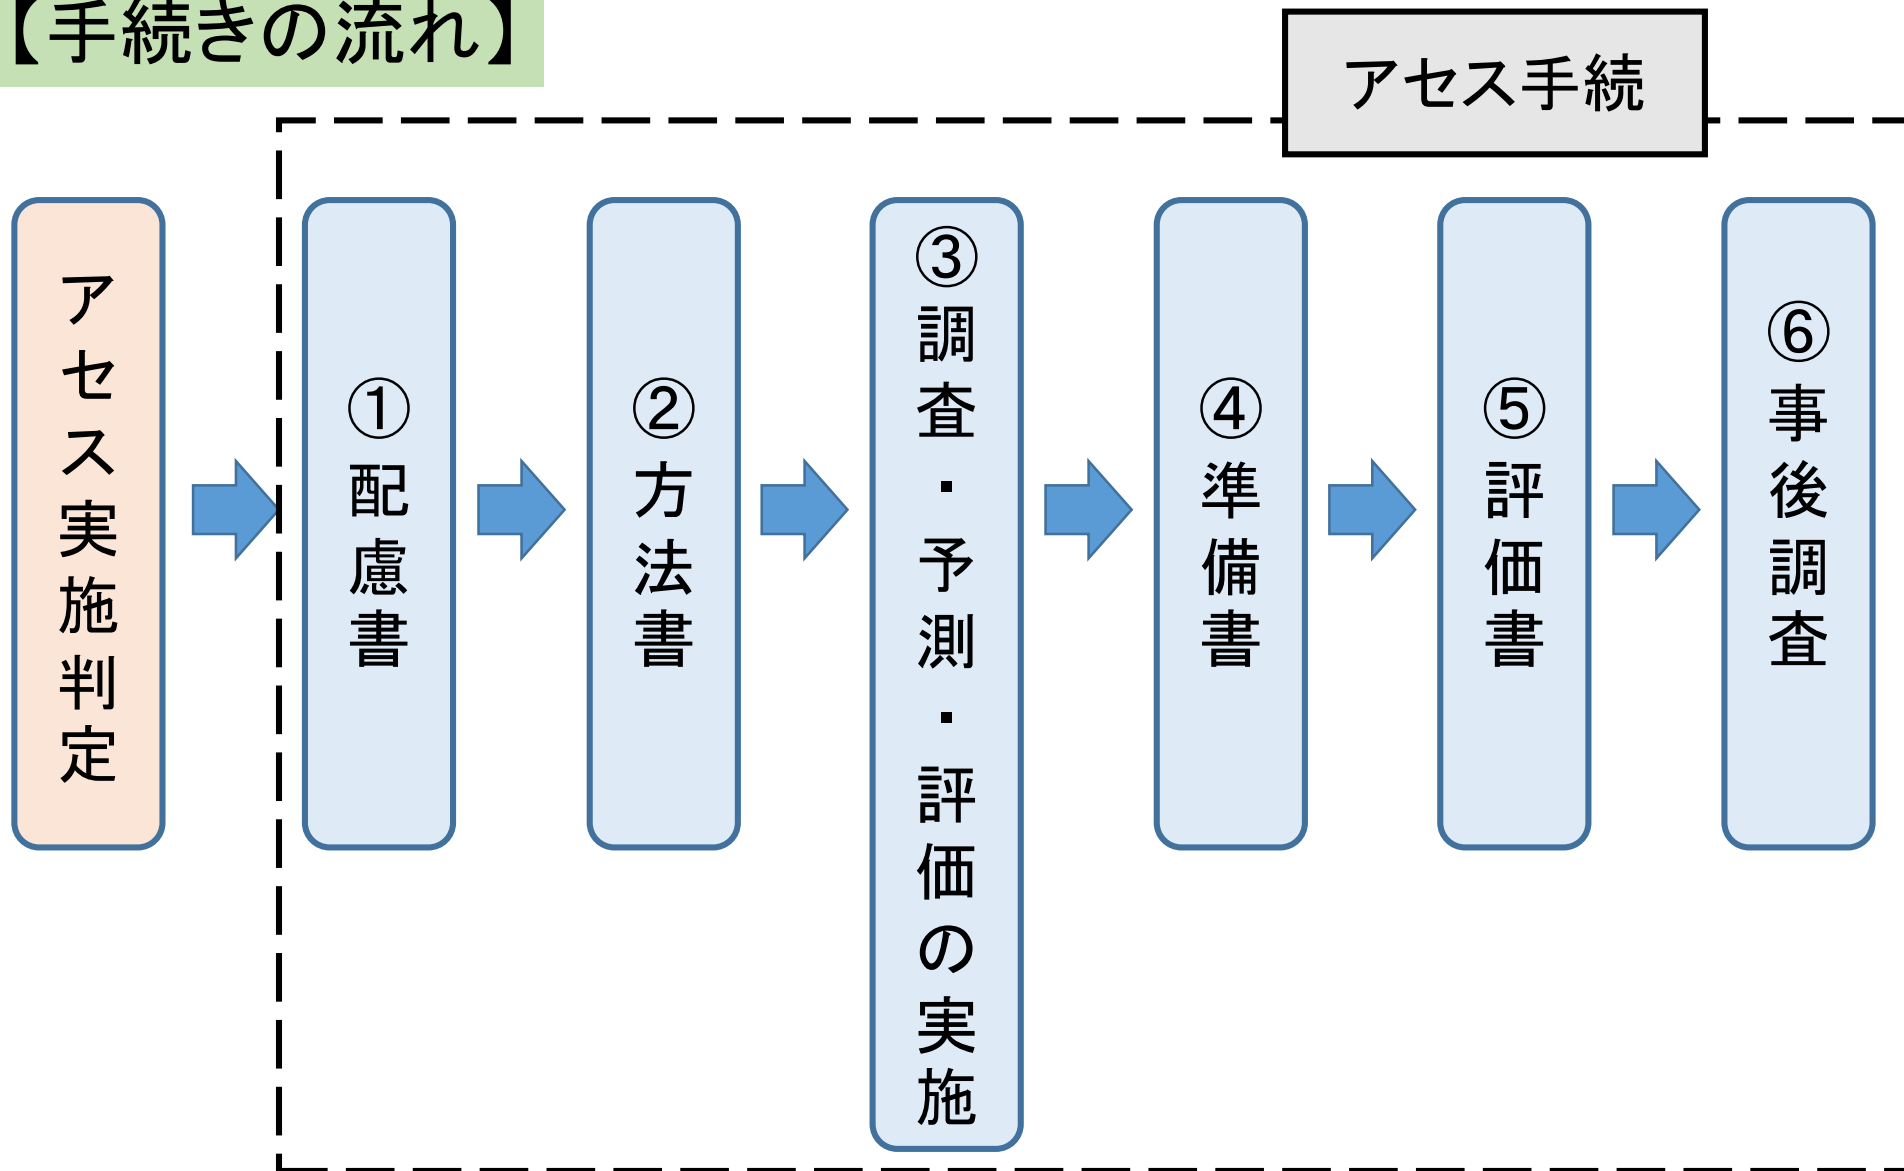 【手続きの流れ】
アセス手続
アセス実施判定
①配慮書
②方法書
③調査・予測・評価の実施
④準備書
⑤評価書
⑥事後調査